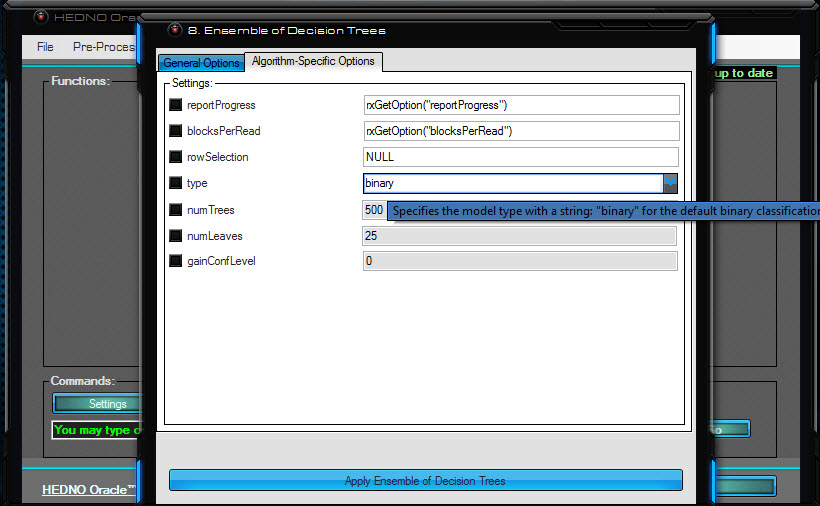 HEDNO Orac
8. Ensemble of Decision Trees
File Pre-Proces
General Options Algorithm-Specific Options
up to date
Functions:
Settings:
reportProgress rxGetOption("reportProgress")
blocksPerRead rxGetOption("blocksPerRead")
rowSelection NULL
type binary
numTrees 500
Specifies the model type with a string: "binary" for the default binary classification
numLeaves 25
gainConfLevel 0
Commands:
Settings
You may type
HEDNO Oracle™
Apply Ensemble of Decision Trees